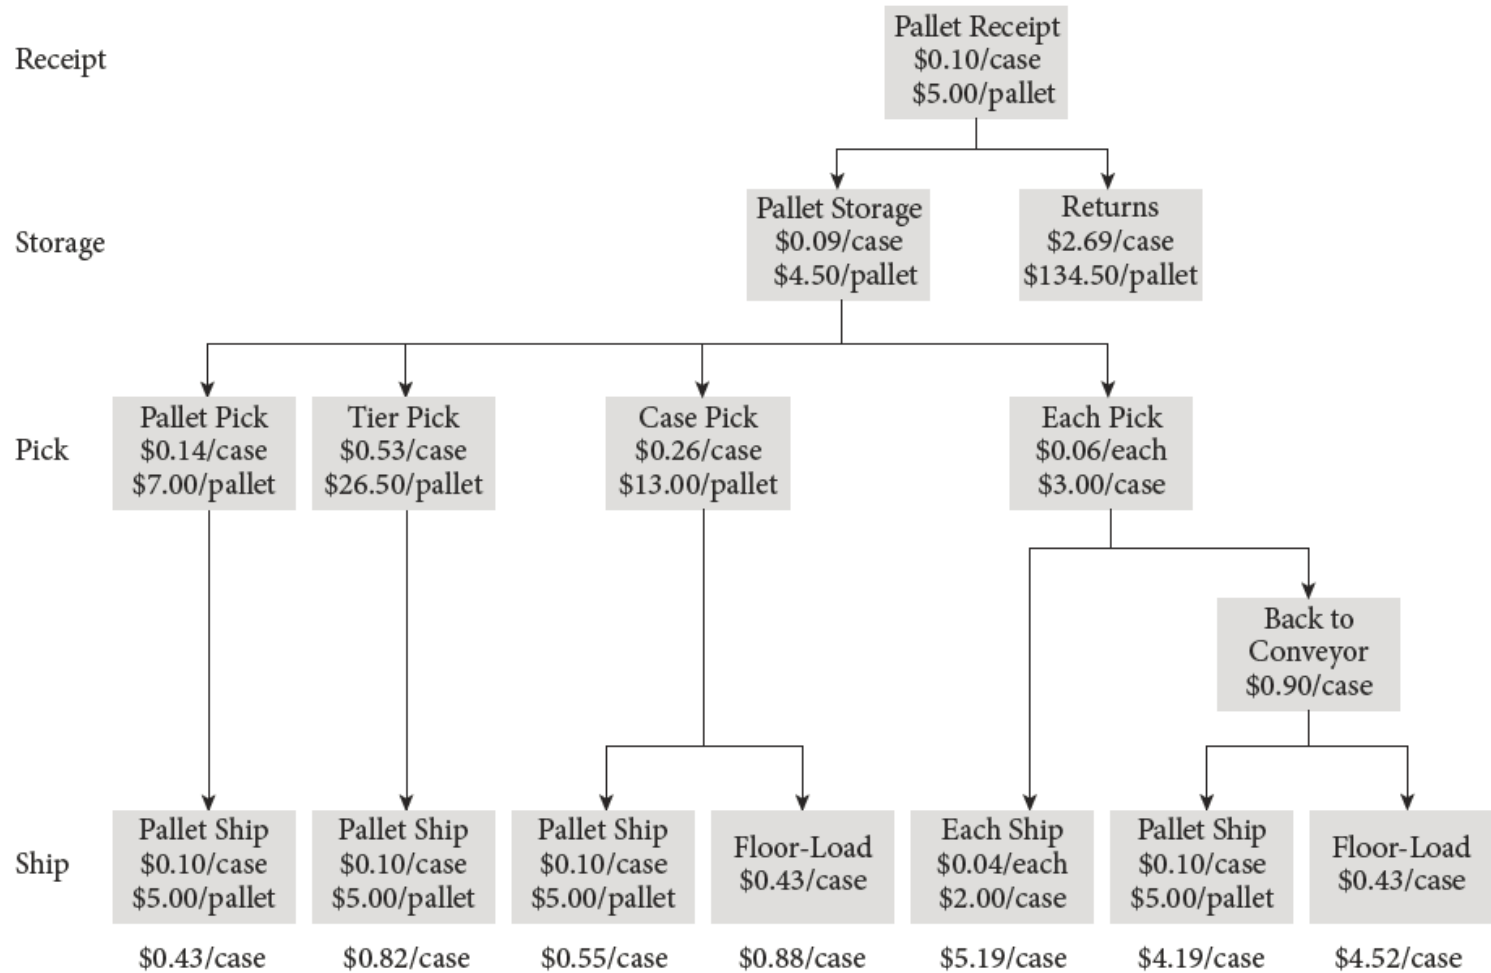 Receipt
Pallet Receipt
$0.10/case
$5.00/pallet
Storage
Pallet Storage
$0.09/case
$4.50/pallet
Returns
$2.69/case
$134.50/pallet
Pick
Pallet Pick
$0.14/case
$7.00/pallet
Tier Pick
$0.53/case
$26.50/pallet
Case Pick
$0.26/case
$13.00/pallet
Each Pick
$0.06/each
$3.00/case
Back to
Conveyor
$0.90/case
Ship
Pallet Ship
$0.10/case
$5.00/pallet
Pallet Ship
$0.10/case
$5.00/pallet
Pallet Ship
$0.10/case
$5.00/pallet
Floor-Load
$0.43/case
Each Ship
$0.04/each
$2.00/case
Pallet Ship
$0.10/case
$5.00/pallet
Floor-Load
$0.43/case
$0.43/case
$0.82/case
$0.55/case
$0.88/case
$5.19/case
$4.19/case
$4.52/case